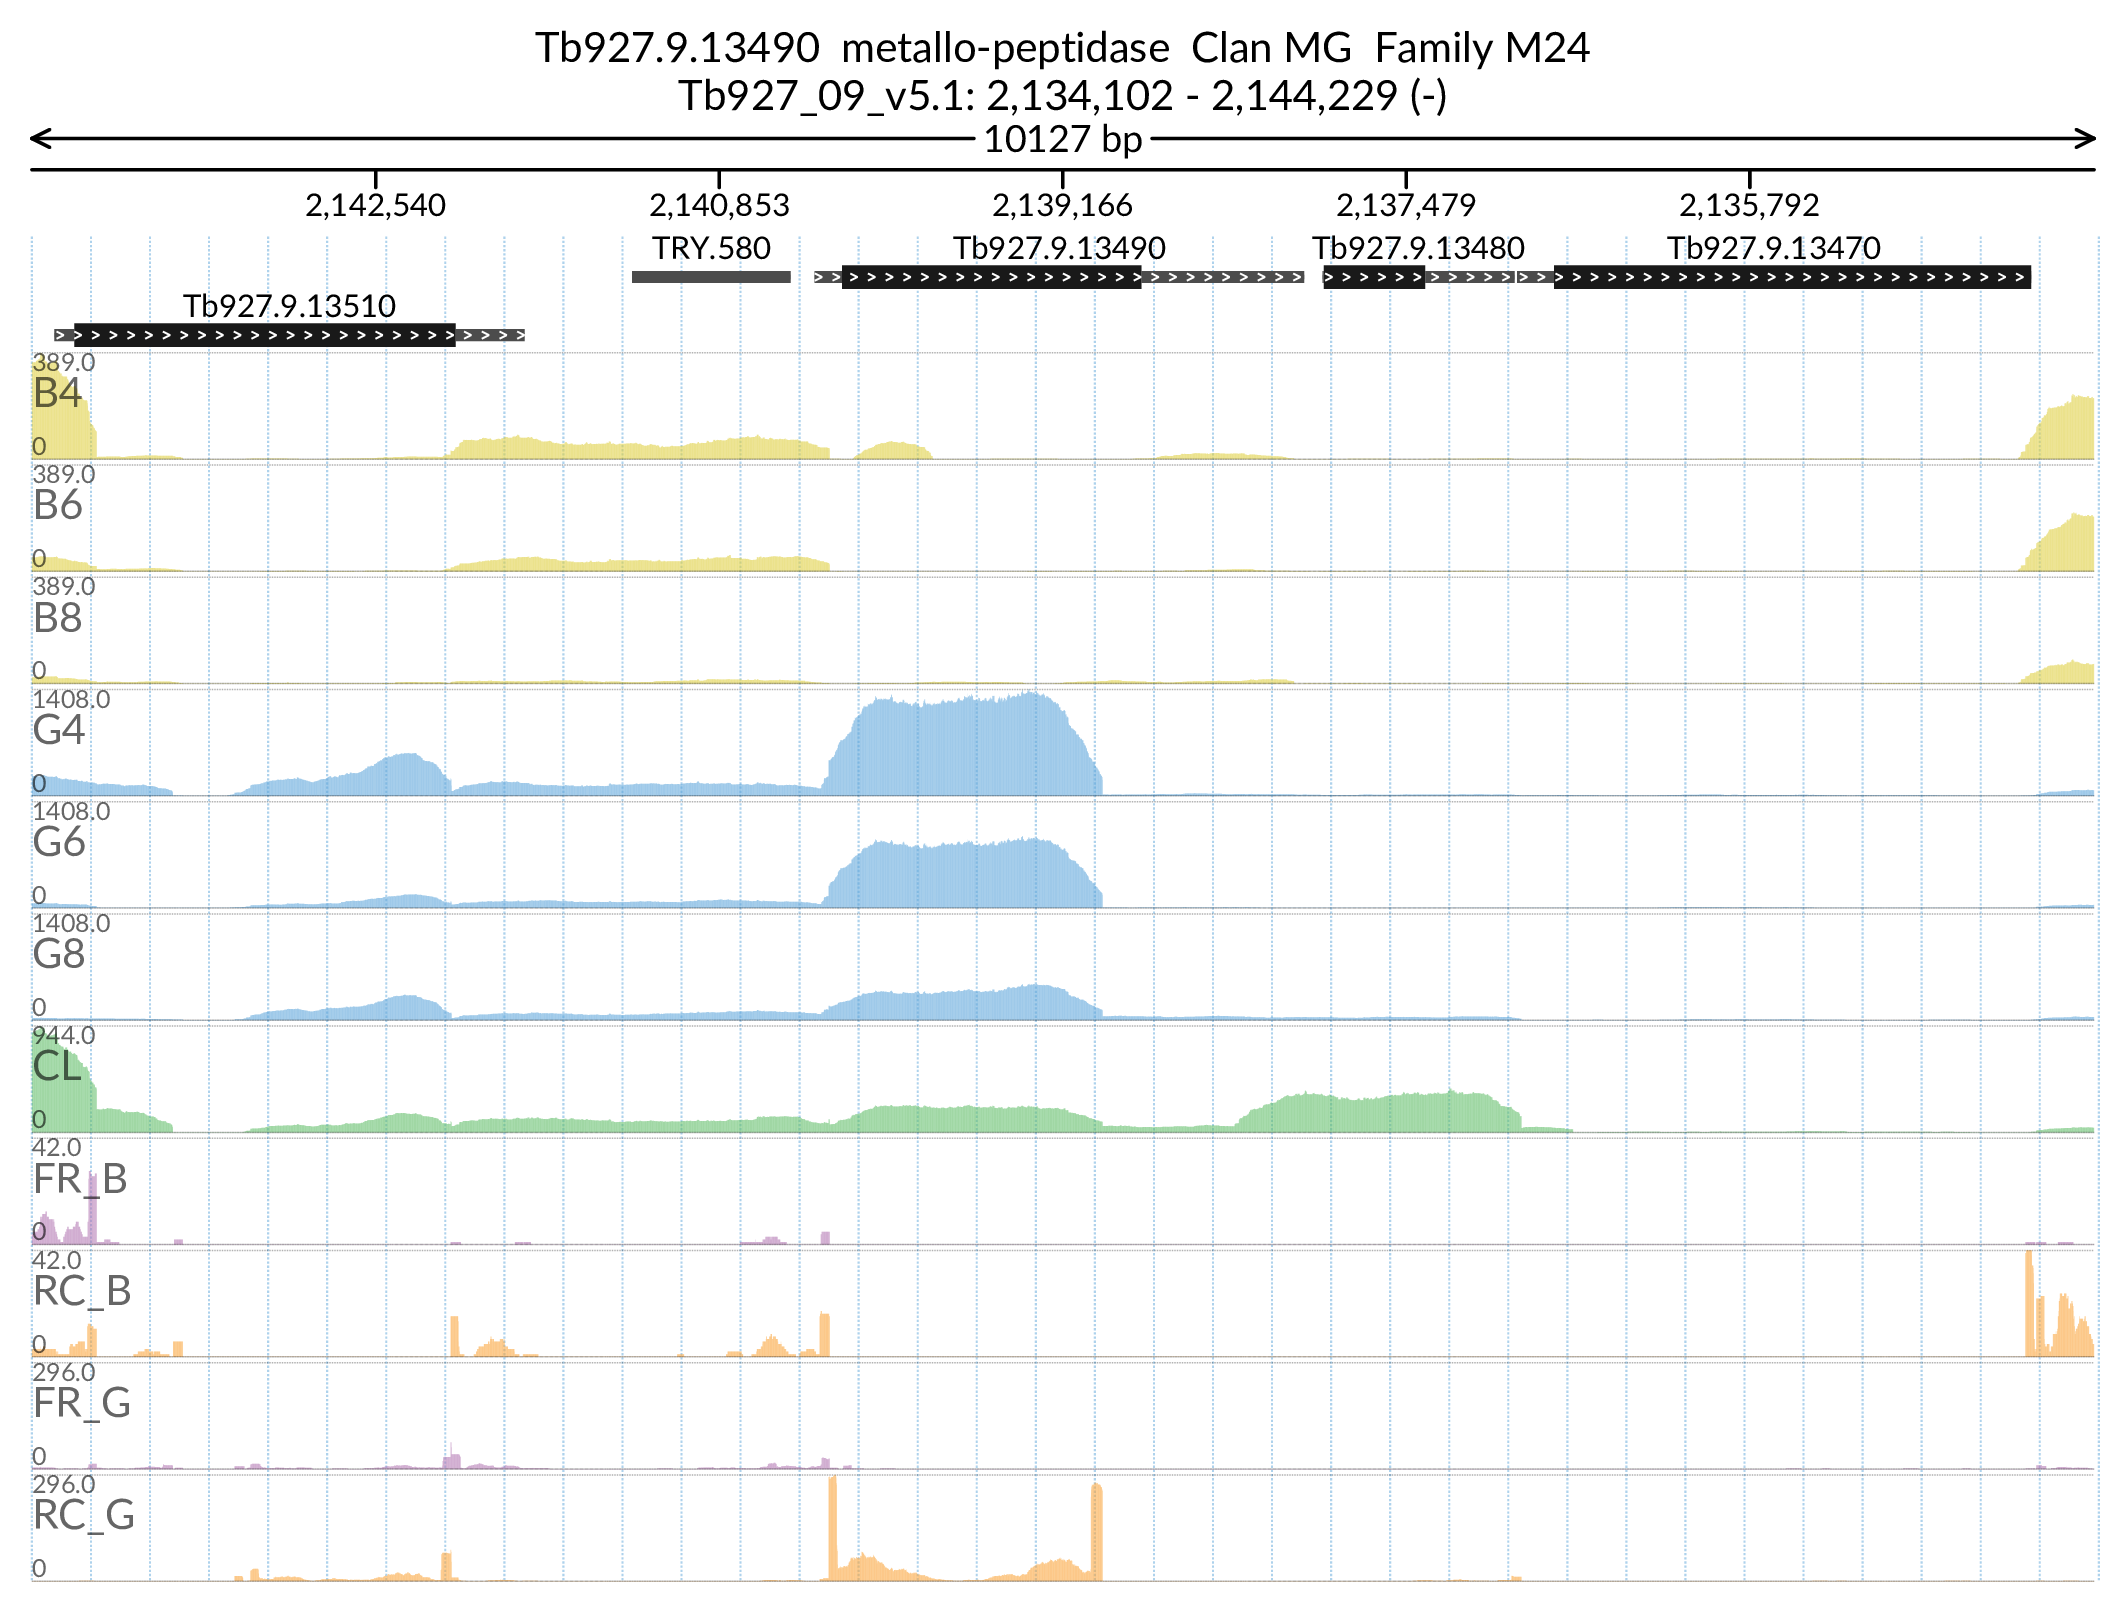 Tb927.9.13490 metallo-peptidase Clan MG Family M24
Tb927_09_v5.1: 2,134,102 - 2,144,229 (-)
10127 bp
2,142,540 2,140,853 2,139,166 2,137,479 2,135,792
TRY.580 Tb927.9.13490 Tb927.9.13480 Tb927.9.13470
Tb927.9.13510
389.0
B4
0
389.0
B6
0
389.0
B8
0
1408.0
G4
0
1408.0
G6
0
1408.0
G8
0
944.0
CL
0
42.0
FR_B
0
42.0
RC_B
0
296.0
FR_G
0
296.0
RC_G
0